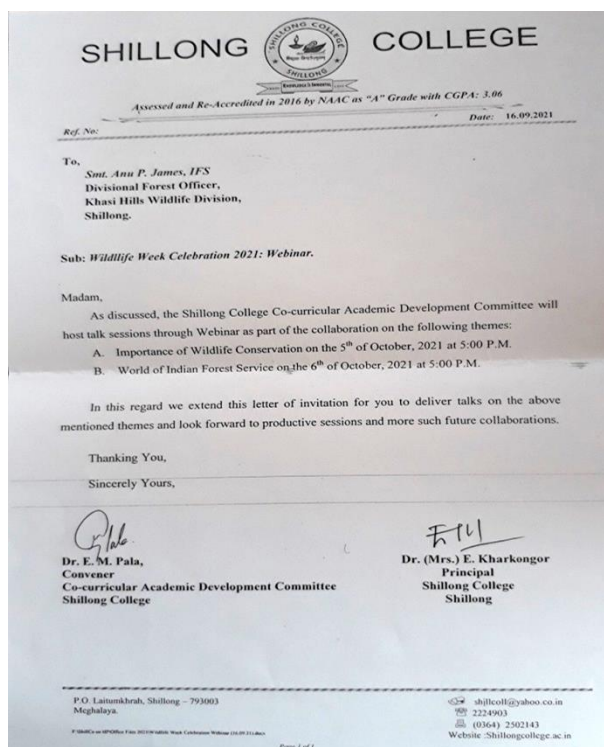 SHILLONG COLLEGE
SHILLONG COLLEGE
SHILLONG
Assessed and Re-Accredited in 2016 by NAAC as "A" Grade with CGPA: 3.06
Ref. No:
Date: 16.09.2021
To,
Smt. Anu P. James, IFS
Divisional Forest Officer,
Khasi Hills Wildlife Division,
Shillong.
Sub: Wildlife Week Celebration 2021: Webinar.
Madam,
As discussed, the Shillong College Co-curricular Academic Development Committee will
host talk sessions through Webinar as part of the collaboration on the following themes:
A. Importance of Wildlife Conservation on the 5th of October, 2021 at 5:00 P.M.
B. World of Indian Forest Service on the 6th of October, 2021 at 5:00 P.M.
In this regard we extend this letter of invitation for you to deliver talks on the above
mentioned themes and look forward to productive sessions and more such future collaborations.
Thanking You,
Sincerely Yours,
Dr. E. M. Pala,
Convener
Co-curricular Academic Development Committee
Shillong College
Dr. (Mrs.) E. Kharkongor
Principal
Shillong College
Shillong
P.O. Laitumkhrah, Shillong – 793003
Meghalaya.
shillcoll@yahoo.co.in
2224903
(0364) 2502143
Website :Shillongcollege.ac.in